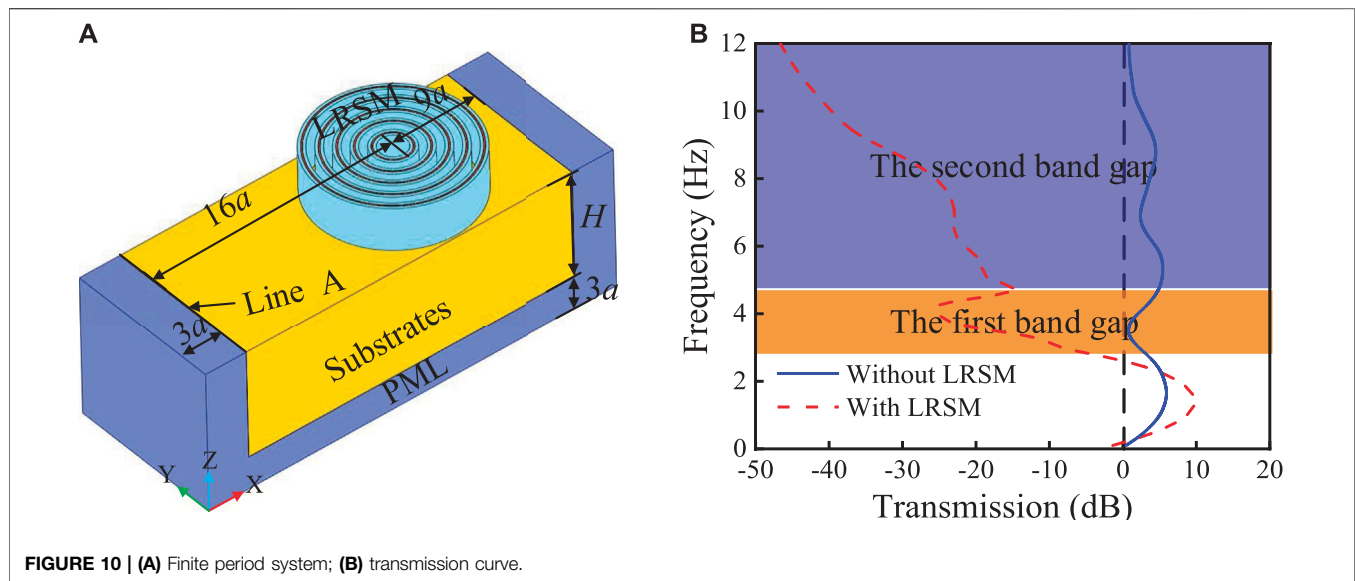 A
LRSM 9a
16a
H
Line A
3a
3a
Substrates
PML
Y
Z
X
B
12
10
8
6
4
2
0
Frequency (Hz)
The second band gap
The first band gap
Without LRSM
With LRSM
-50 -40 -30 -20 -10 0 10 20
Transmission (dB)
FIGURE 10 | (A) Finite period system; (B) transmission curve.